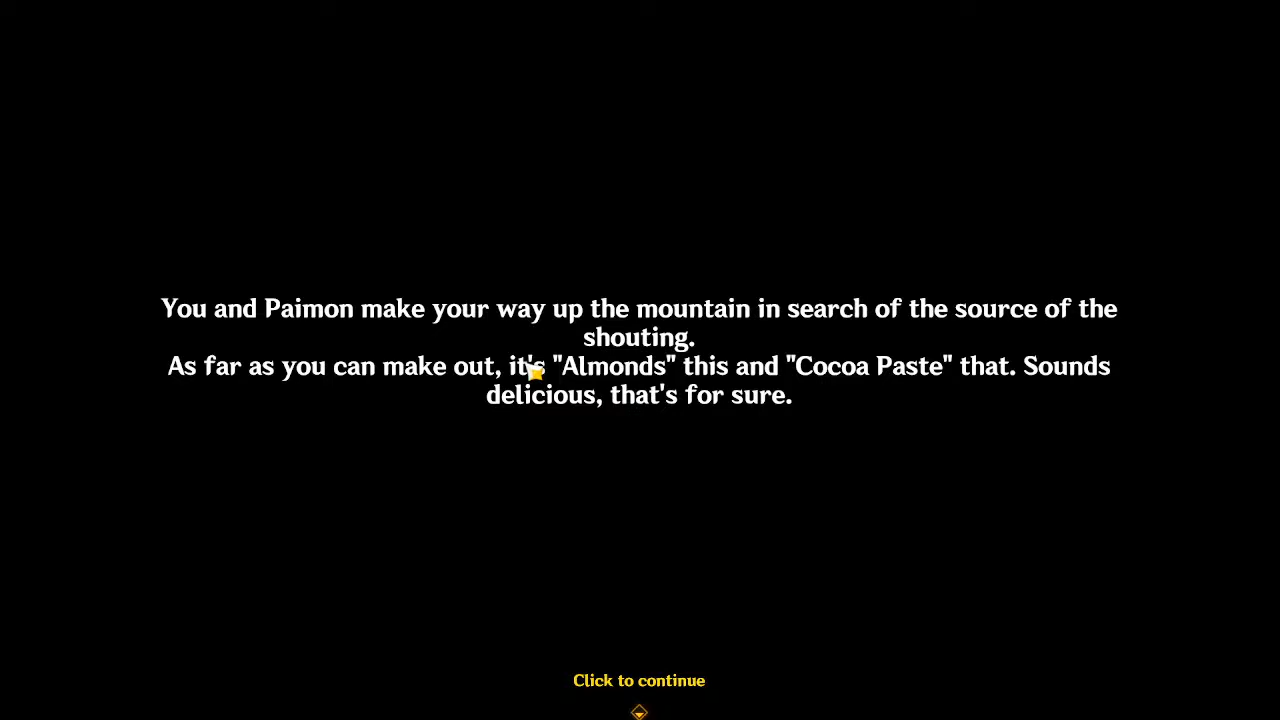 You and Paimon make your way up the mountain in search of the source of the
shouting.
As far as you can make out, it's "Almonds" this and "Cocoa Paste" that. Sounds
delicious, that's for sure.
Click to continue